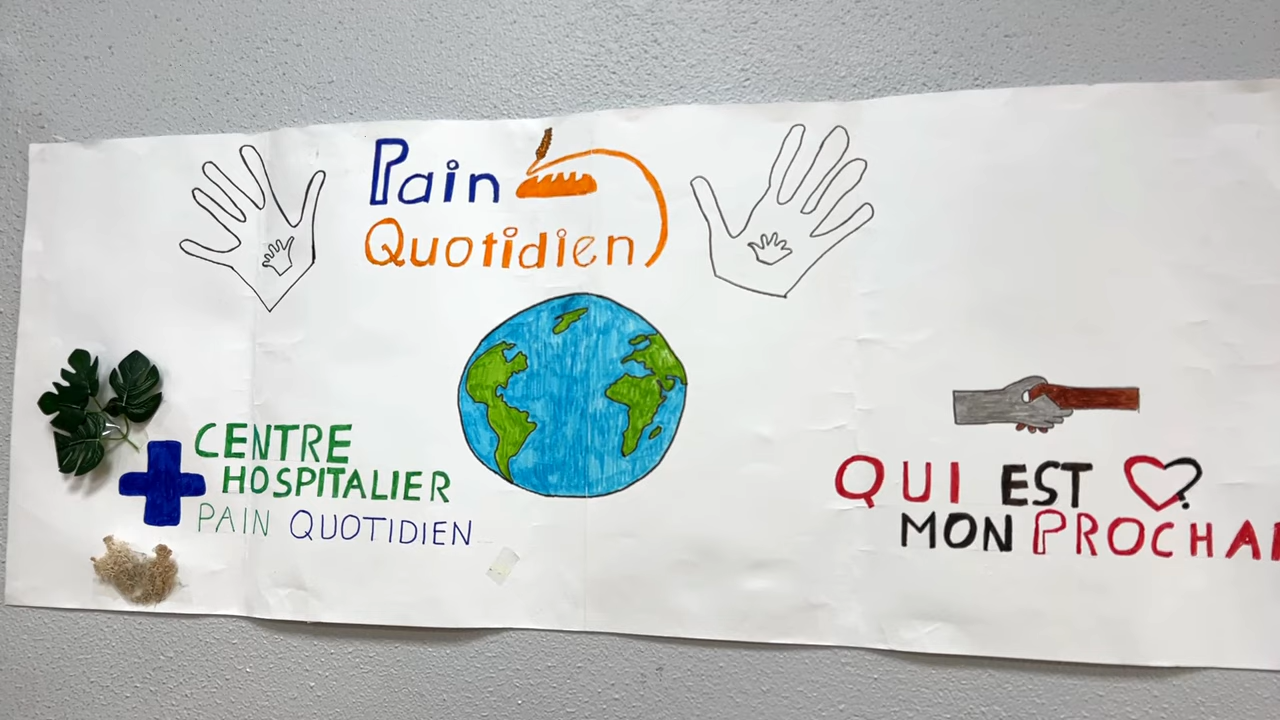 Pain
Quotidien
CENTRE
HOSPITALIER
PAIN QUOTIDIEN
QUI EST
MON